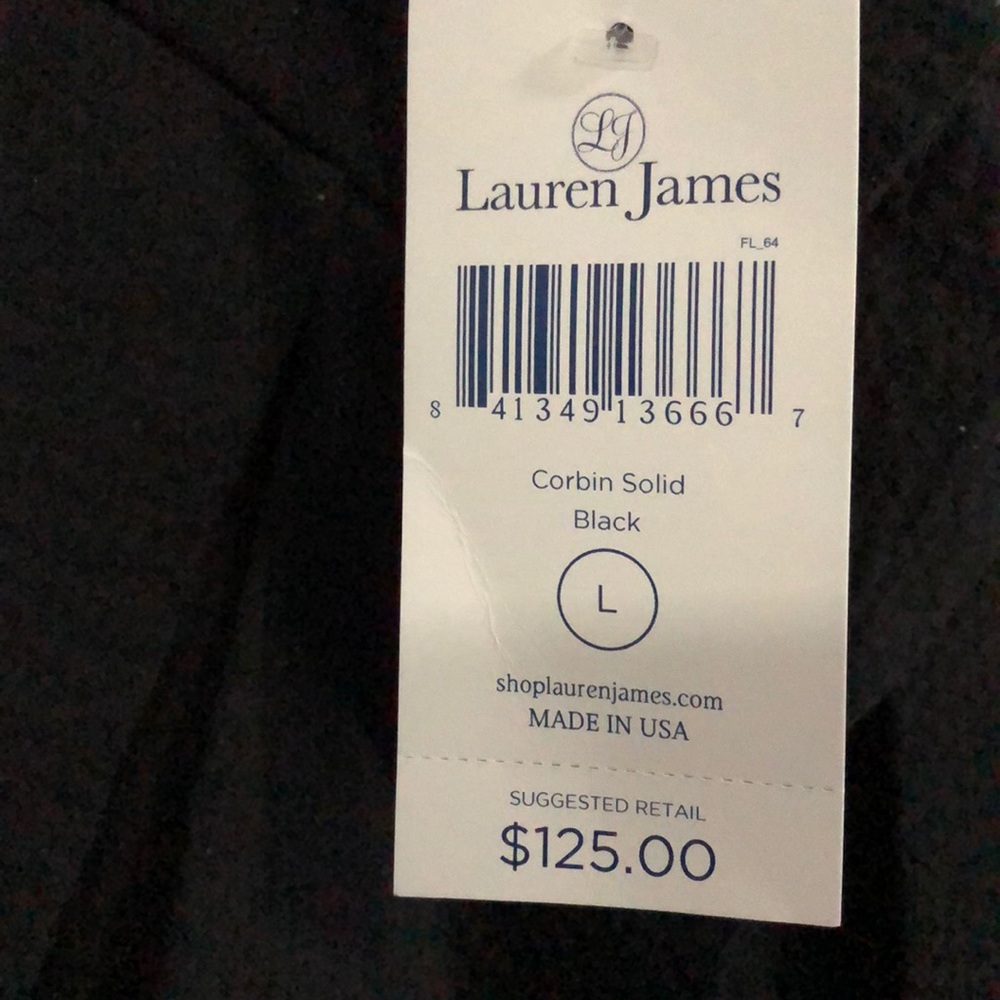 LJ
Lauren James
FL_64
8 41349 13666 7
Corbin Solid
Black
L
shoplaurenjames.com
MADE IN USA
SUGGESTED RETAIL
$125.00